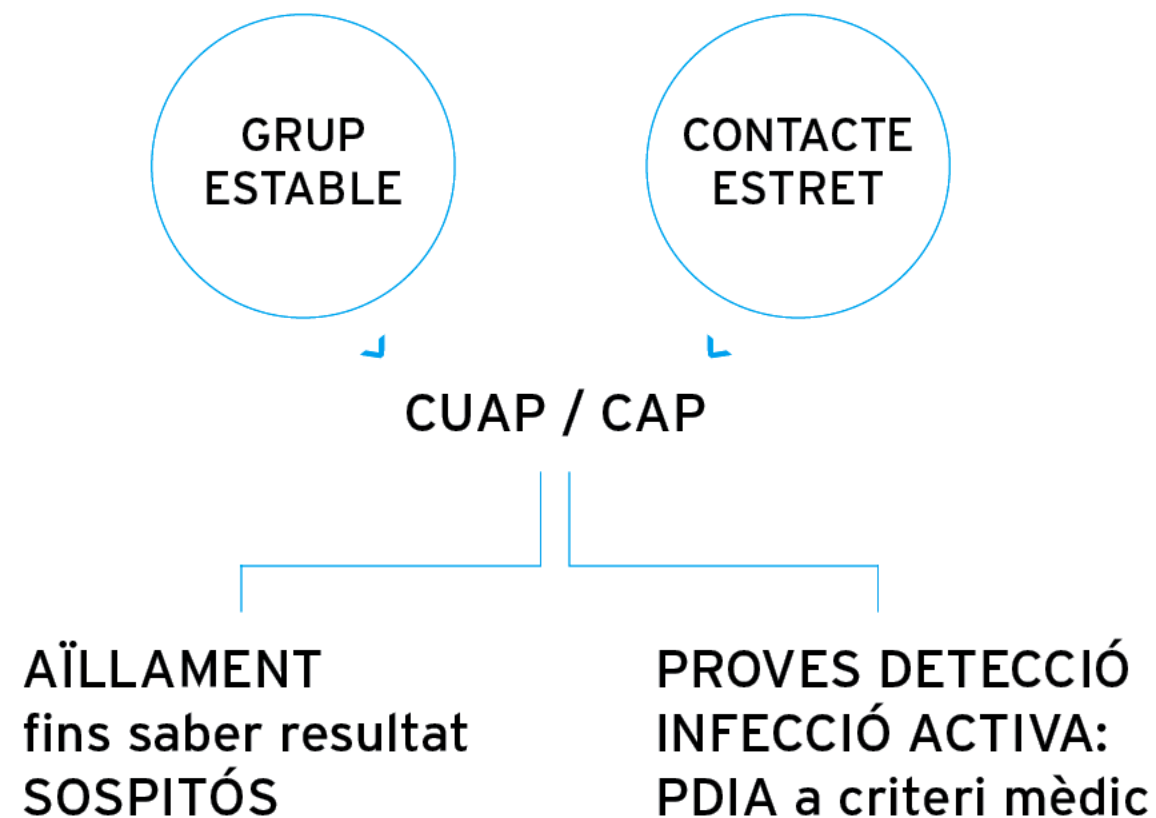 GRUP
ESTABLE
CONTACTE
ESTRET
CUAP / CAP
AÏLLAMENT
fins saber resultat
SOSPITÓS
PROVES DETECCIÓ
INFECCIÓ ACTIVA:
PDIA a criteri mèdic